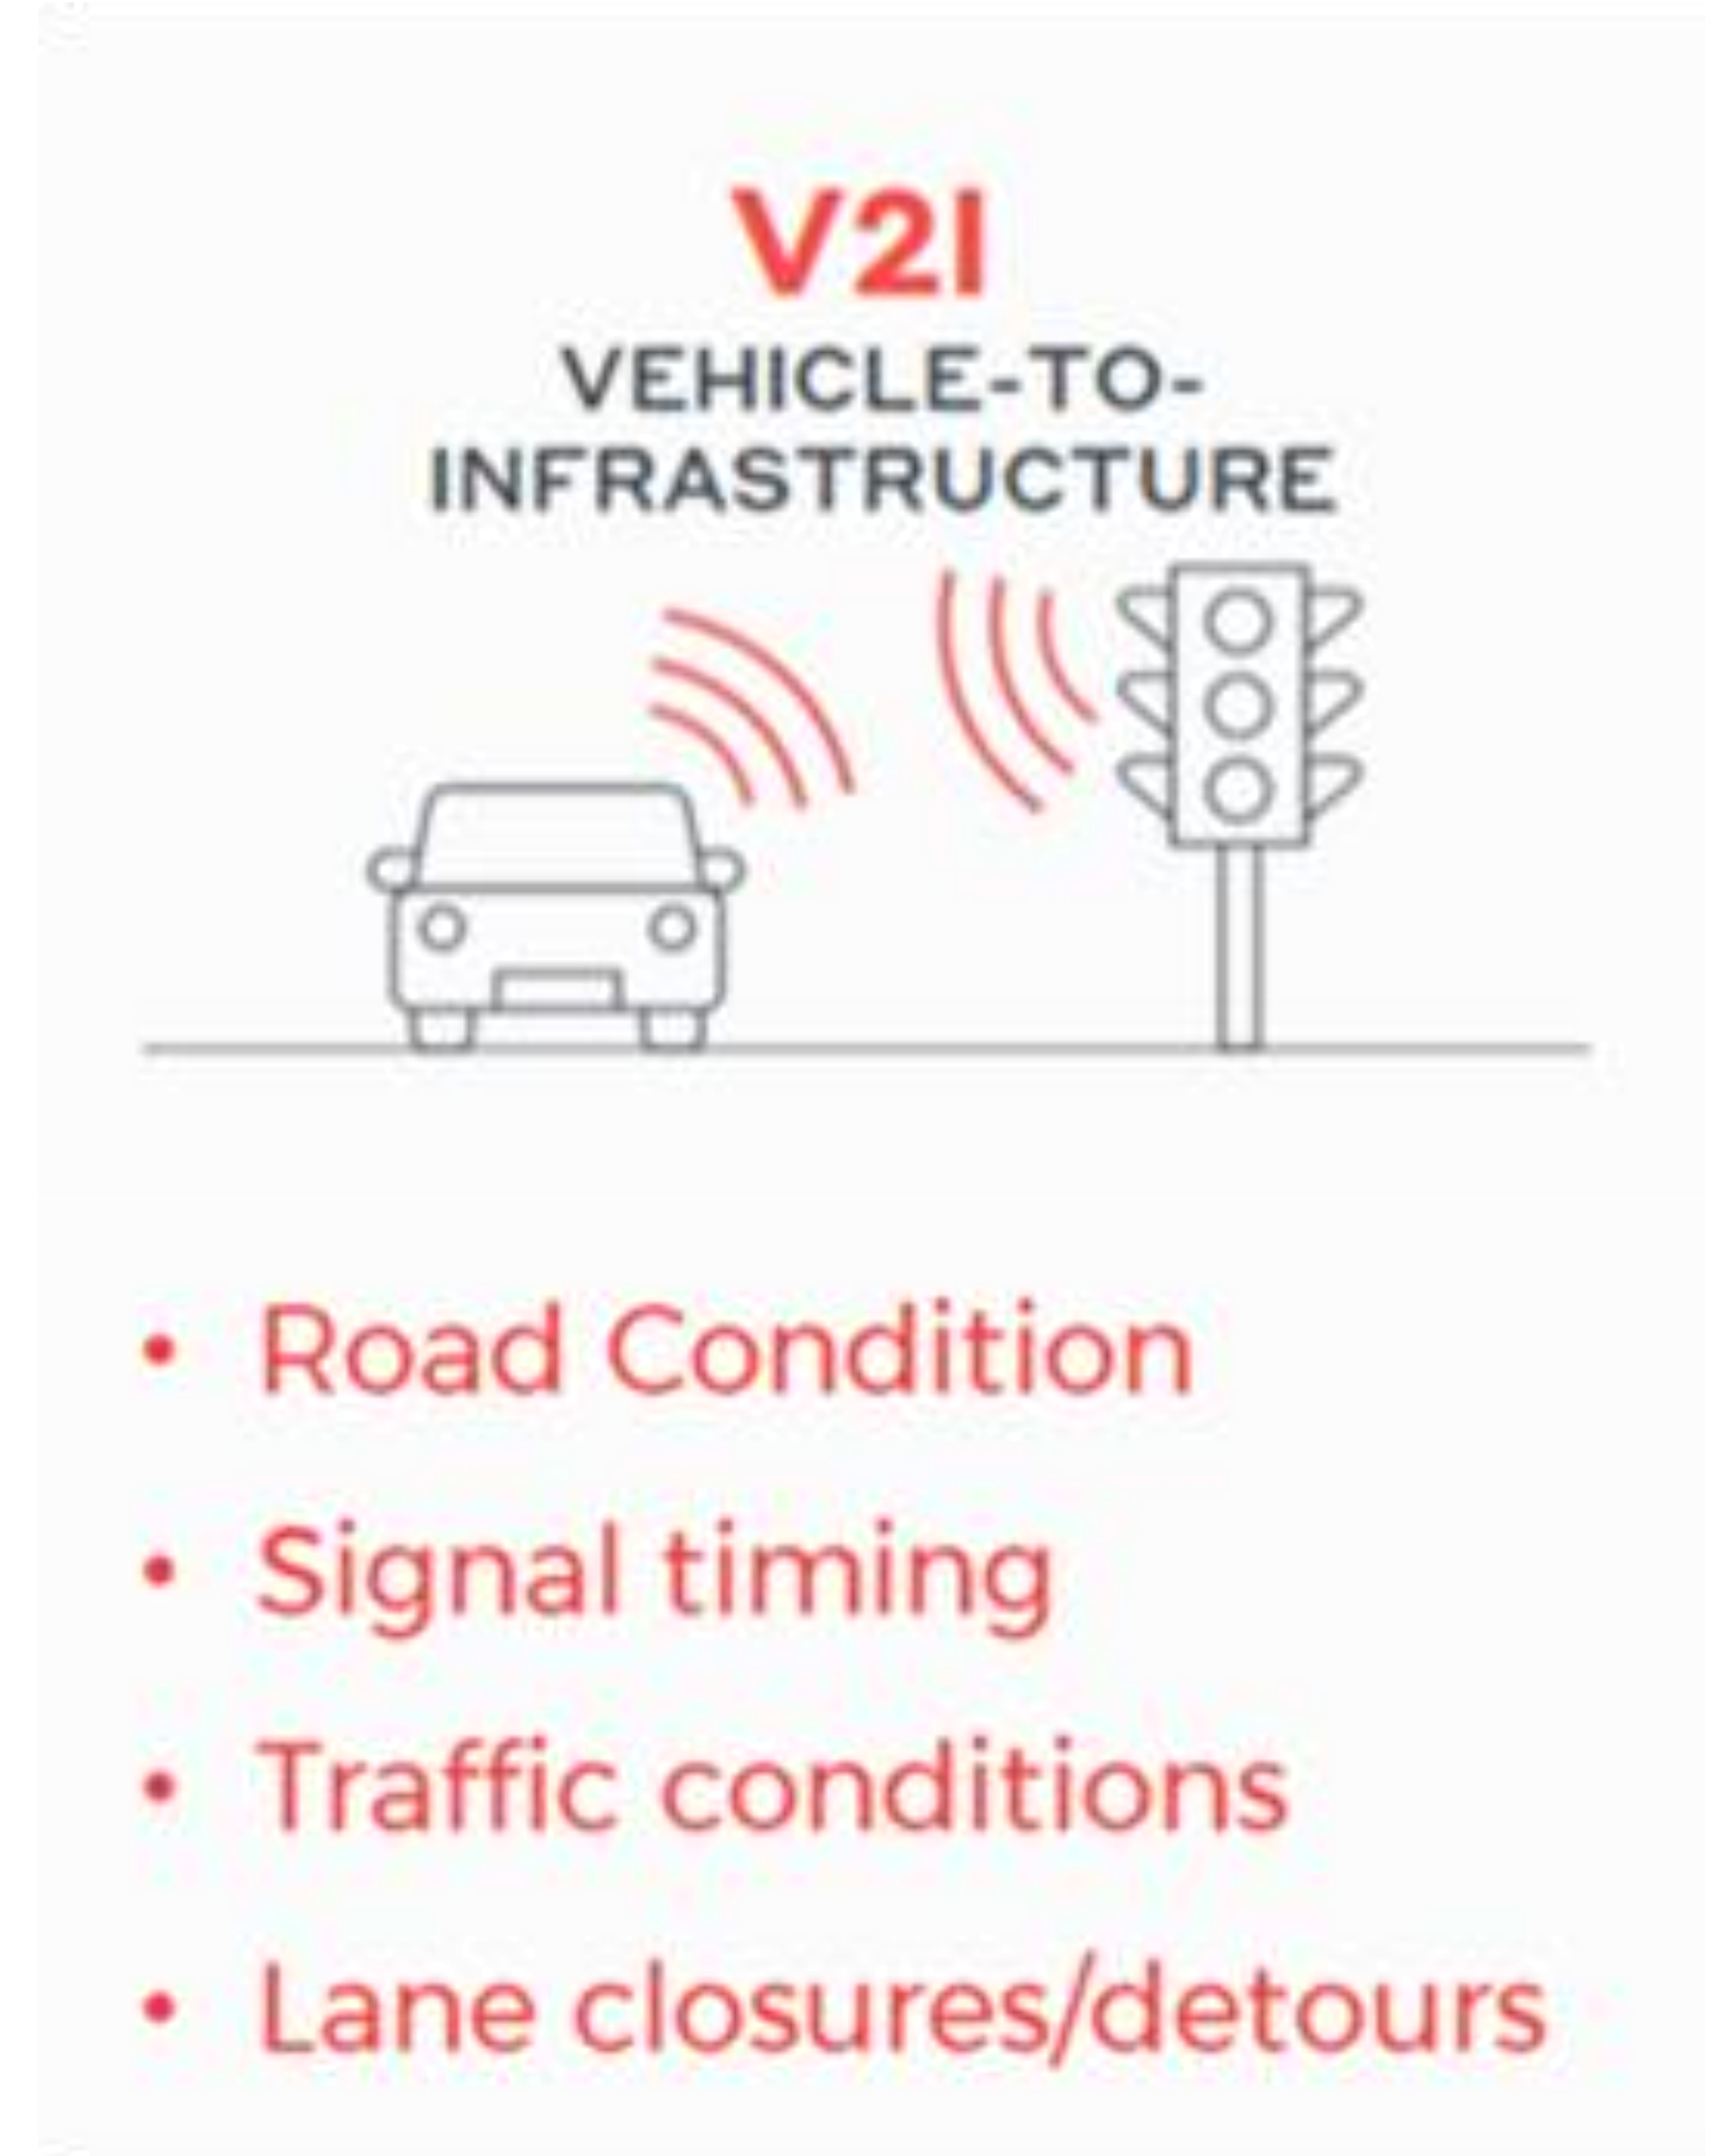 V2I
VEHICLE-TO-
INFRASTRUCTURE
• Road Condition
• Signal timing
• Traffic conditions
• Lane closures/detours